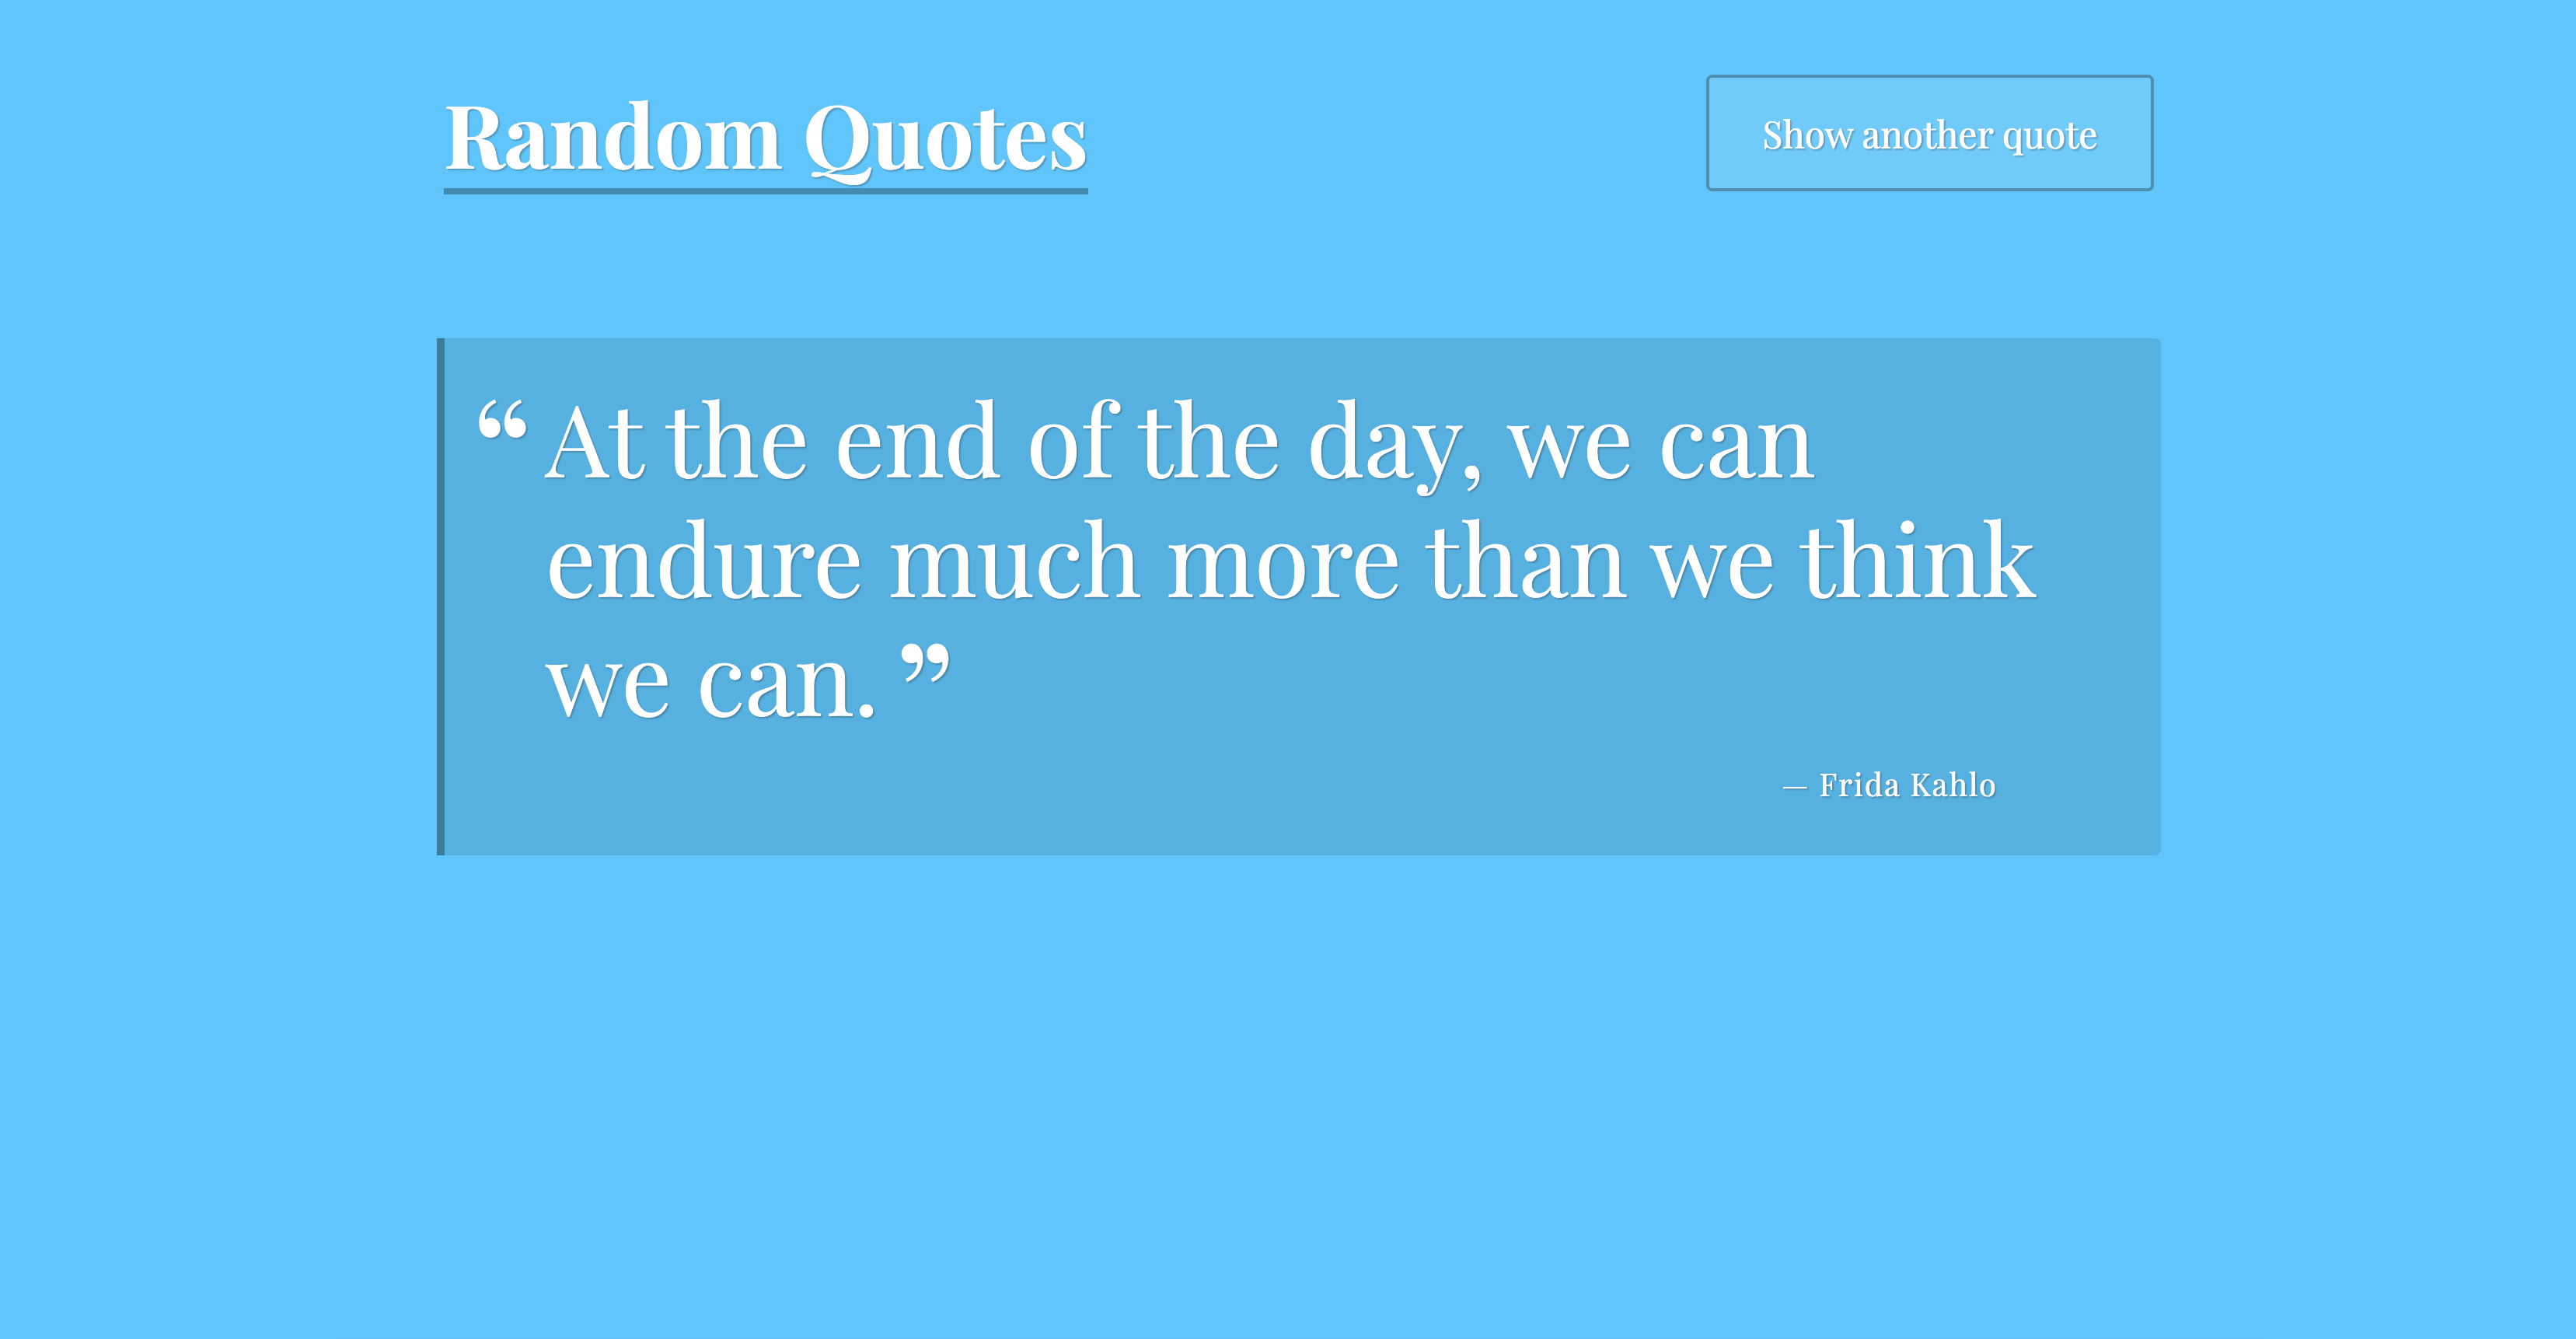 Random Quotes
Show another quote
“ At the end of the day, we can
endure much more than we think
we can. ”
— Frida Kahlo